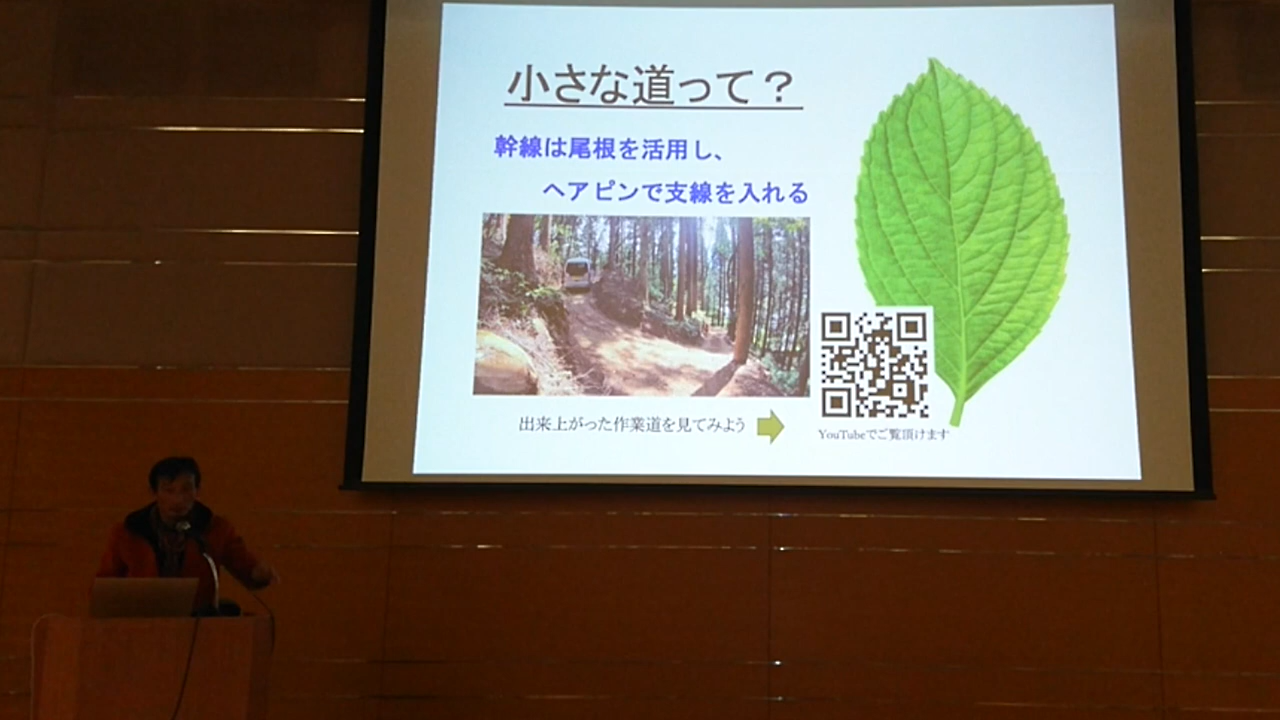 小さな道って？
幹線は尾根を活用し、
ヘアピンで支線を入れる
出来上がった作業道を見てみよう
YouTubeでご覧頂けます